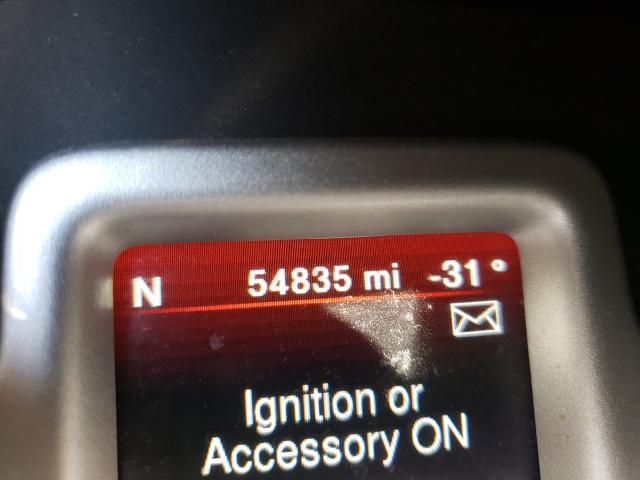 N 54835 mi -31°
Ignition or
Accessory ON